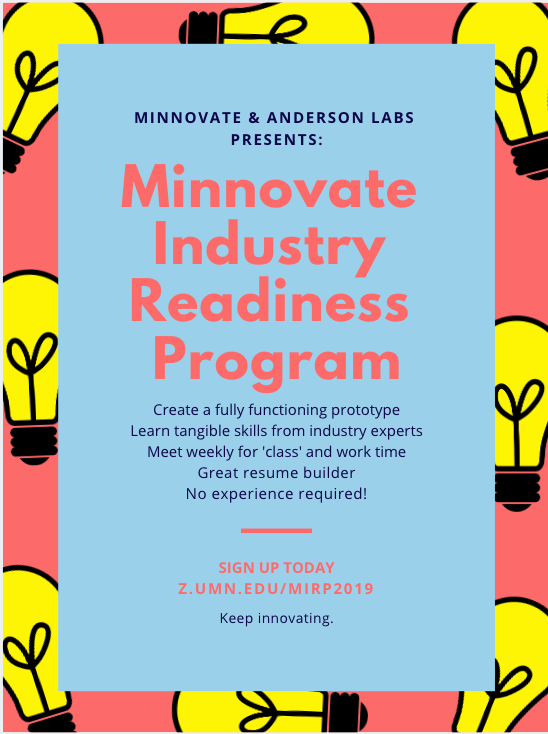 MINNOVATE & ANDERSON LABS
PRESENTS:
Minnovate
Industry
Readiness
Program
Create a fully functioning prototype
Learn tangible skills from industry experts
Meet weekly for 'class' and work time
Great resume builder
No experience required!
SIGN UP TODAY
Z.UMN.EDU/MIRP2019
Keep innovating.